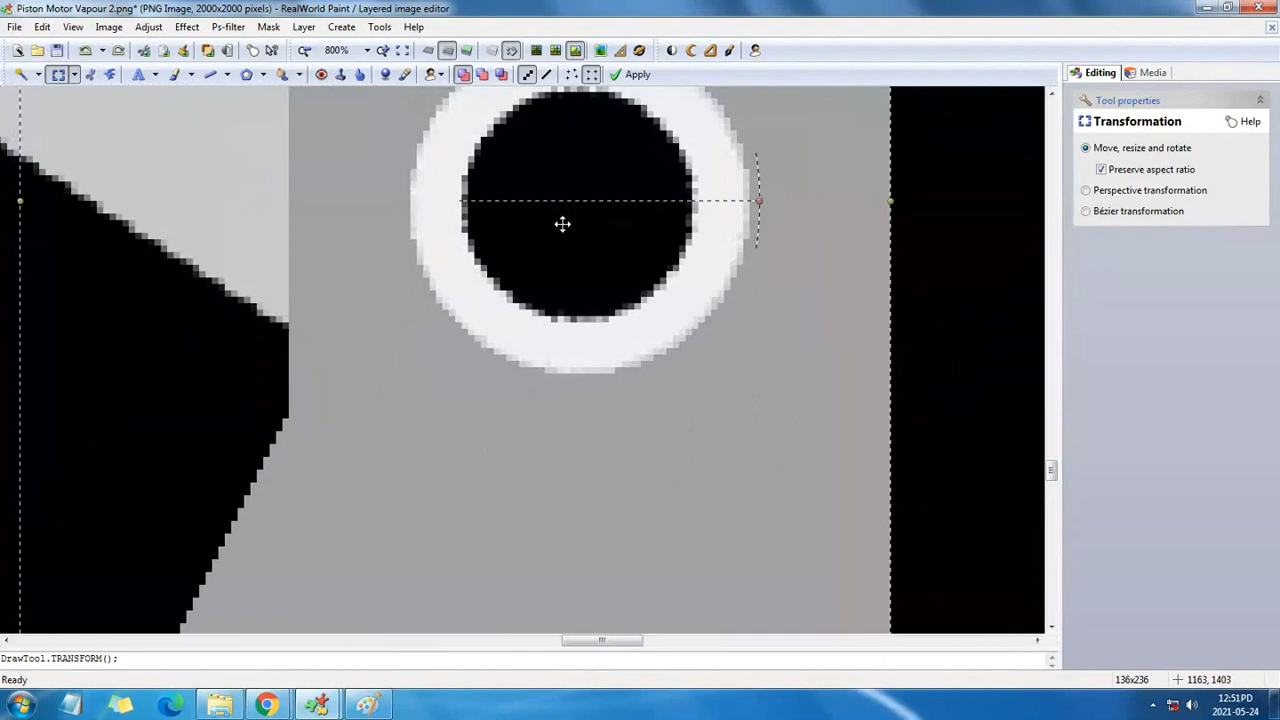 Piston Motor Vapour 2.png* (PNG Image, 2000x2000 pixels) - RealWorld Paint / Layered image editor
File Edit View Image Adjust Effect Ps-filter Mask Layer Create Tools Help
800%
Apply
Editing Media
Tool properties
Transformation Help
Move, resize and rotate
Preserve aspect ratio
Perspective transformation
Bézier transformation
DrawTool.TRANSFORM();
Ready 136x236 1163, 1403
12:51PD
2021-05-24